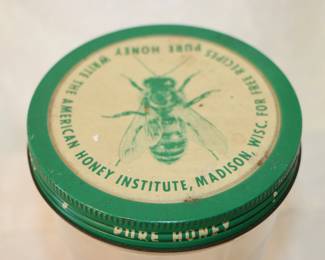 PURE HONEY WRITE THE AMERICAN HONEY INSTITUTE, MADISON, WISC. FOR FREE RECIPES
PURE HONEY